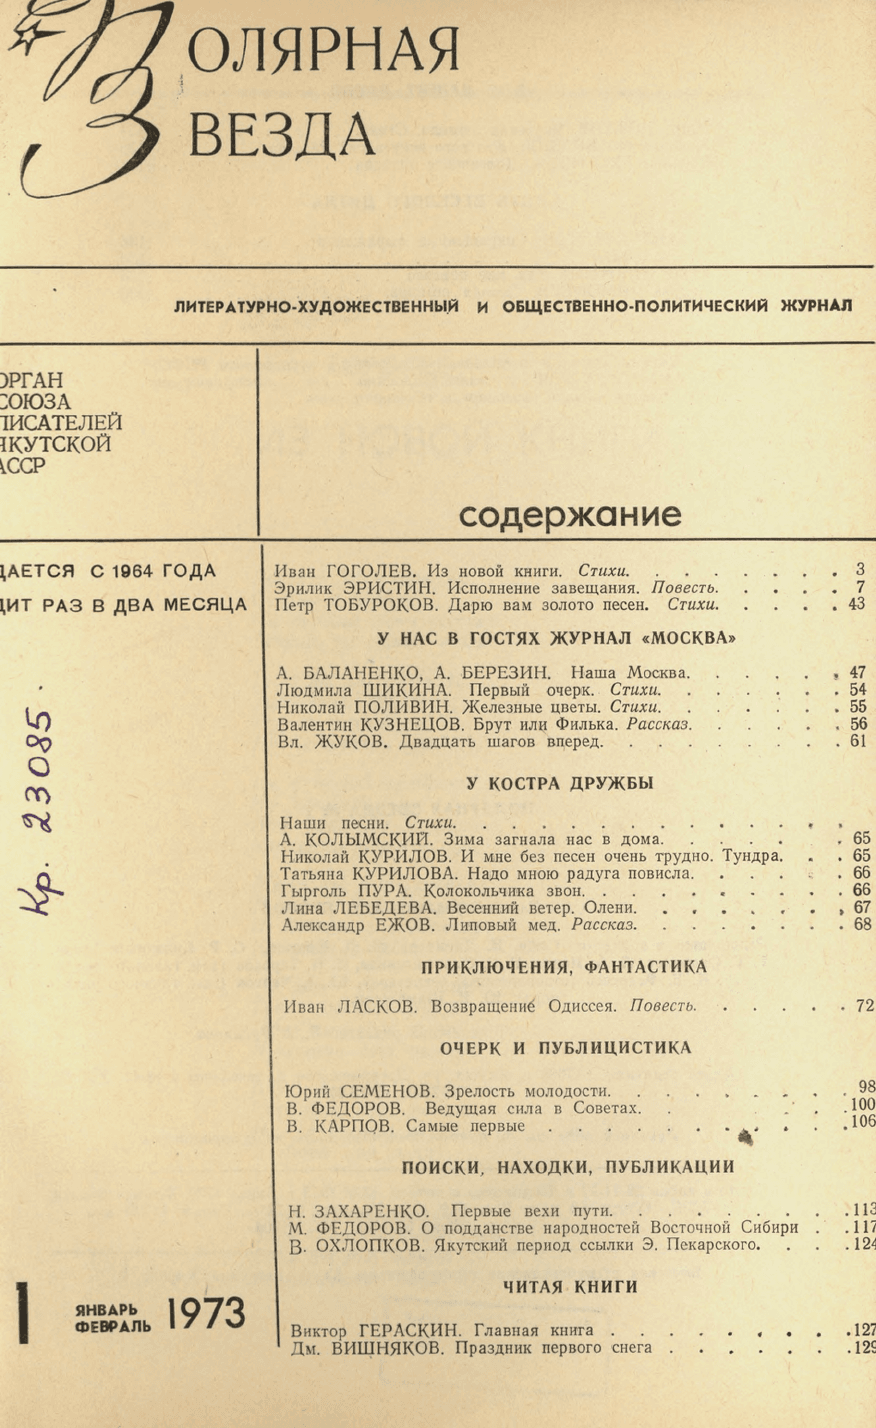 ПОЛЯРНАЯ
ЗВЕЗДА
ЛИТЕРАТУРНО-ХУДОЖЕСТВЕННЫЙ И ОБЩЕСТВЕННО-ПОЛИТИЧЕСКИЙ ЖУРНАЛ
ОРГАН
СОЮЗА
ПИСАТЕЛЕЙ
ЯКУТСКОЙ
АССР
содержание
ДАЕТСЯ С 1964 ГОДА
ДИТ РАЗ В ДВА МЕСЯЦА
Кр. 23085.
Иван ГОГОЛЕВ. Из новой книги. Стихи. . . . . . . . 3
Эрилик ЭРИСТИН. Исполнение завещания. Повесть. . . . . 7
Петр ТОБУРОКОВ. Дарю вам золото песен. Стихи. . . . . 43
У НАС В ГОСТЯХ ЖУРНАЛ «МОСКВА»
А. БАЛАНЕНКО, А. БЕРЕЗИН. Наша Москва. . . . . . 47
Людмила ШИКИНА. Первый очерк. Стихи. . . . . . . 54
Николай ПОЛИВИН. Железные цветы. Стихи. . . . . . . 55
Валентин КУЗНЕЦОВ. Брут или Филька. Рассказ. . . . . . 56
Вл. ЖУКОВ. Двадцать шагов вперед. . . . . . . . . 61
У КОСТРА ДРУЖБЫ
Наши песни. Стихи. . . . . . . . . . . . . .
А. КОЛЫМСКИЙ. Зима загнала нас в дома. . . . . . 65
Николай КУРИЛОВ. И мне без песен очень трудно. Тундра. . . 65
Татьяна КУРИЛОВА. Надо мною радуга повисла. . . . . . 66
Гырголь ПУРА. Колокольчика звон. . . . . . . . . 66
Лина ЛЕБЕДЕВА. Весенний ветер. Олени. . . . . . . . 67
Александр ЕЖОВ. Липовый мед. Рассказ. . . . . . . . 68
ПРИКЛЮЧЕНИЯ, ФАНТАСТИКА
Иван ЛАСКОВ. Возвращение Одиссея. Повесть. . . . . . 72
ОЧЕРК И ПУБЛИЦИСТИКА
Юрий СЕМЕНОВ. Зрелость молодости. . . . . . . . . 98
В. ФЕДОРОВ. Ведущая сила в Советах. . . . . 100
В. КАРПОВ. Самые первые . . . . . . . . . . . 106
ПОИСКИ, НАХОДКИ, ПУБЛИКАЦИИ
Н. ЗАХАРЕНКО. Первые вехи пути. . . . . . . . . 113
М. ФЕДОРОВ. О подданстве народностей Восточной Сибири . . 117
В. ОХЛОПКОВ. Якутский период ссылки Э. Пекарского. . . . 124
ЧИТАЯ КНИГИ
Виктор ГЕРАСКИН. Главная книга . . . . . . . . . 127
Дм. ВИШНЯКОВ. Праздник первого снега . . . . . . . 129
1
ЯНВАРЬ
ФЕВРАЛЬ
1973